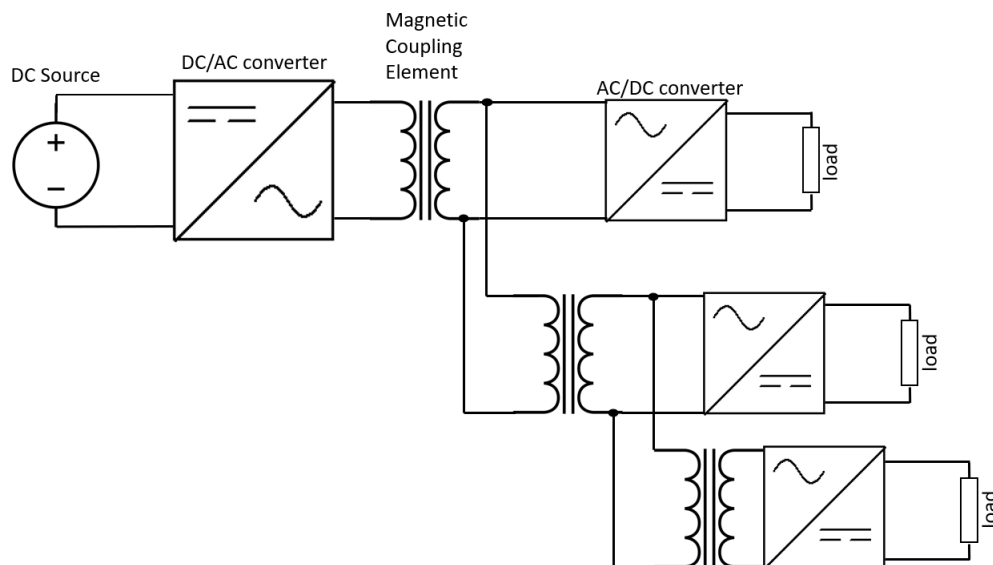 Magnetic
Coupling
Element
DC/AC converter
DC Source
AC/DC converter
load
load
load